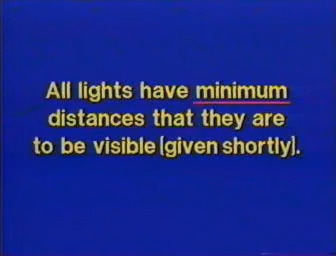 All lights have minimum
distances that they are
to be visible (given shortly).